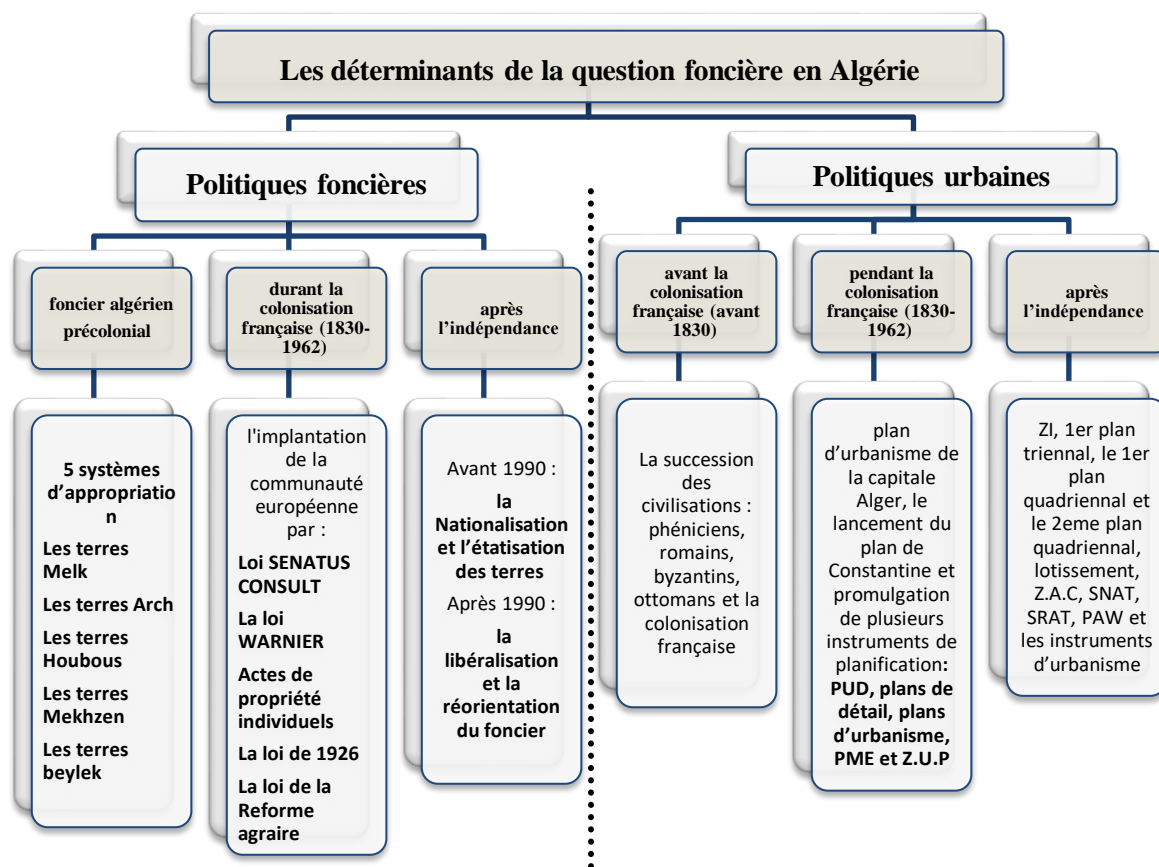 Les déterminants de la question foncière en Algérie
Politiques foncières
foncier algérien
précolonial
5 systèmes
d'appropriatio
n
Les terres
Melk
Les terres Arch
Les terres
Houbous
Les terres
Mekhzen
Les terres
beylek
durant la
colonisation
française (1830-
1962)
l'implantation
de la
communauté
européenne
par :
Loi SENATUS
CONSULT
La loi
WARNIER
Actes de
propriété
individuels
La loi de 1926
La loi de la
Reforme
agraire
après
l'indépendance
Avant 1990 :
la
Nationalisation
et l'étatisation
des terres
Après 1990 :
la
libéralisation
et la
réorientation
du foncier
Politiques urbaines
avant la
colonisation
française (avant
1830)
La succession
des
civilisations :
phéniciens,
romains,
byzantins,
ottomans et la
colonisation
française
pendant la
colonisation
française (1830-
1962)
plan
d'urbanisme de
la capitale
Alger, le
lancement du
plan de
Constantine et
promulgation
de plusieurs
instruments de
planification:
PUD, plans de
détail, plans
d'urbanisme,
PME et Z.U.P
après
l'indépendance
ZI, 1er plan
triennal, le 1er
plan
quadriennal et
le 2eme plan
quadriennal,
lotissement,
Z.A.C, SNAT,
SRAT, PAW et
les instruments
d'urbanisme